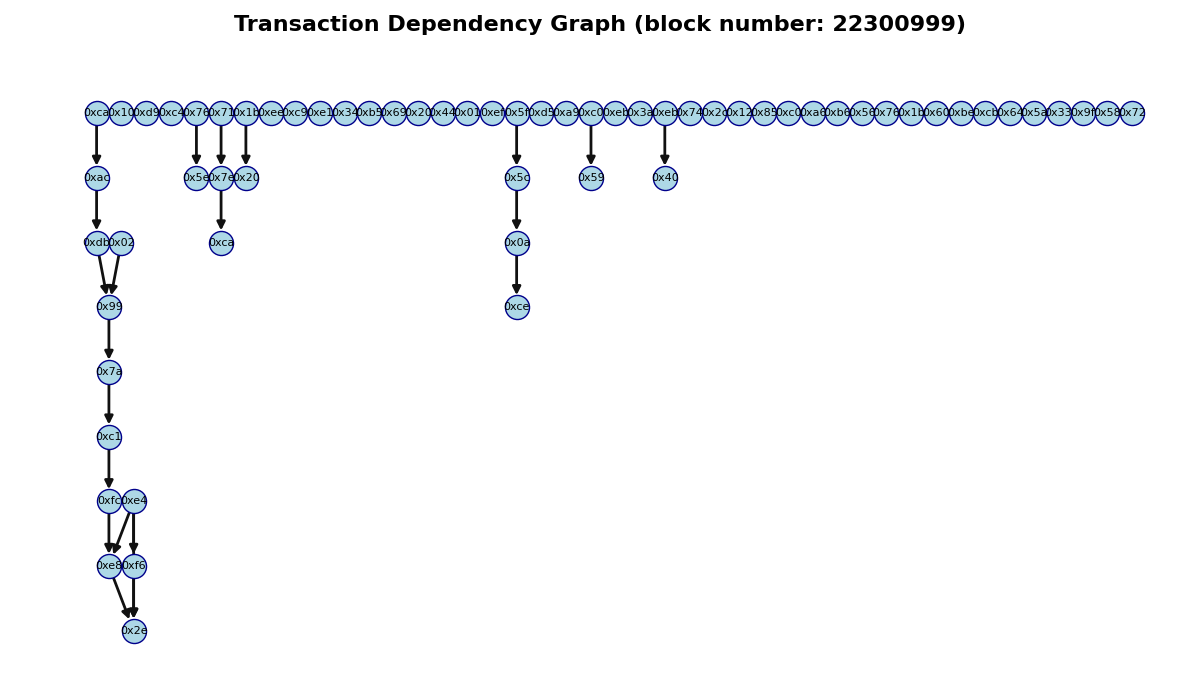 Transaction Dependency Graph (block number: 22300999)
0xca 0x10 0xd9 0xc4 0x76 0x71 0x1b 0xee 0xc9 0xe1 0x34 0xb5 0x69 0x20 0x44 0x01 0xef 0x5f 0xd5 0xa9 0xc0 0xeb 0x3a 0xeb 0x74 0x2c 0x12 0x85 0xc0 0xa6 0xb6 0x56 0x76 0x1b 0x60 0xbe 0xcb 0x64 0x5a 0x33 0x9f 0x58 0x72
0xac 0x5e 0x7e 0x20 0x5c 0x59 0x40
0xdb 0x02 0xca 0x0a
0x99 0xce
0x7a
0xc1
0xfc 0xe4
0xe8 0xf6
0x2e